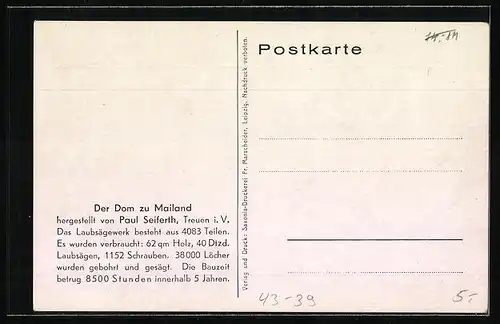 Postkarte
Der Dom zu Mailand
hergestellt von Paul Seiferth, Treuen i. V.
Das Laubsägewerk besteht aus 4083 Teilen.
Es wurden verbraucht: 62 qm Holz, 40 Dtzd.
Laubsägen, 1152 Schrauben. 38000 Löcher
wurden gebohrt und gesägt. Die Bauzeit
betrug 8500 Stunden innerhalb 5 Jahren.
Verlag und Druck: Saxonia-Druckerei Fr. Marscheider, Leipzig. Nachdruck verboten.
43-39
5,-